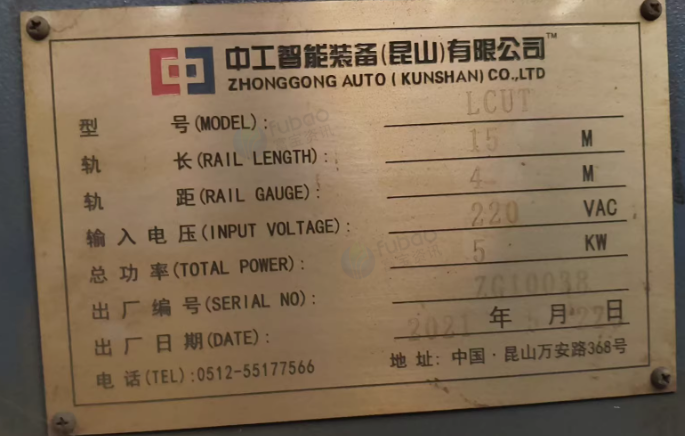 中工智能装备(昆山)有限公司™
ZHONGGONG AUTO (KUNSHAN) CO.,LTD
型 号(MODEL): LCUT
轨 长(RAIL LENGTH): 15 M
轨 距(RAIL GAUGE): 4 M
输入电压(INPUT VOLTAGE): 220 VAC
总功率(TOTAL POWER): 5 KW
出厂编号(SERIAL NO): ZG10038
出厂日期(DATE): 2021 年 5 月 22 日
电话(TEL):0512-55177566
地址: 中国·昆山万安路368号
fubao
fubao